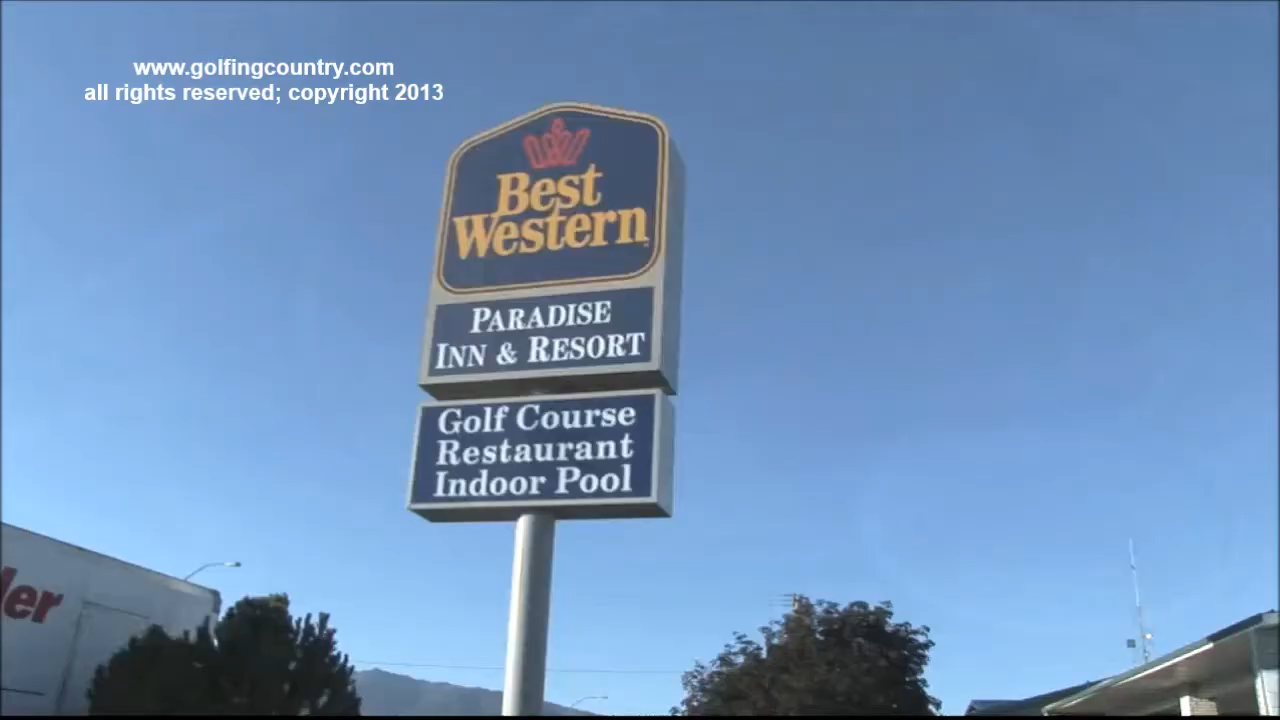 www.golfingcountry.com
all rights reserved; copyright 2013
Best
Western
PARADISE
INN & RESORT
Golf Course
Restaurant
Indoor Pool